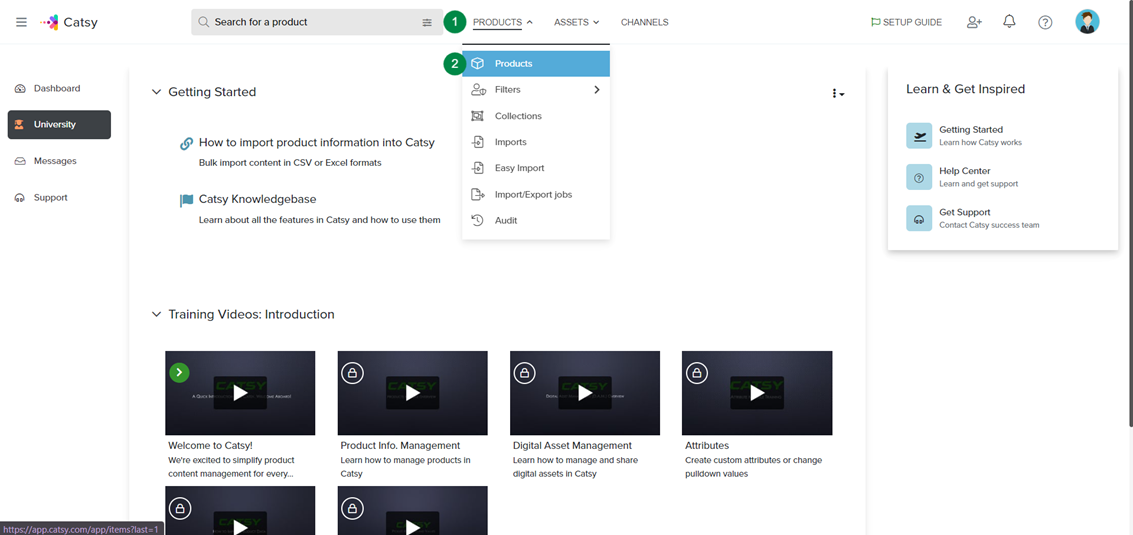 Catsy
Search for a product
1
PRODUCTS
ASSETS
CHANNELS
SETUP GUIDE
2
Products
Filters
Collections
Imports
Easy Import
Import/Export jobs
Audit
Dashboard
University
Messages
Support
Getting Started
How to import product information into Catsy
Bulk import content in CSV or Excel formats
Catsy Knowledgebase
Learn about all the features in Catsy and how to use them
Learn & Get Inspired
Getting Started
Learn how Catsy works
Help Center
Learn and get support
Get Support
Contact Catsy success team
Training Videos: Introduction
CATSY
CATSY
CATSY
CATSY
Welcome to Catsy!
We're excited to simplify product
content management for every...
Product Info. Management
Learn how to manage products in
Catsy
Digital Asset Management
Learn how to manage and share
digital assets in Catsy
Attributes
Create custom attributes or change
pulldown values
https://app.catsy.com/app/items?last=1